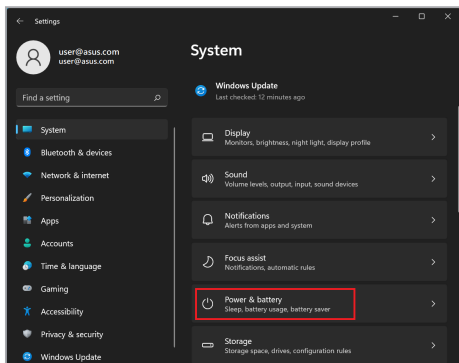 Settings
user@asus.com
user@asus.com
Find a setting
System
Bluetooth & devices
Network & internet
Personalization
Apps
Accounts
Time & language
Gaming
Accessibility
Privacy & security
Windows Update
System
Windows Update
Last checked: 12 minutes ago
Display
Monitors, brightness, night light, display profile
Sound
Volume levels, output, input, sound devices
Notifications
Alerts from apps and system
Focus assist
Notifications, automatic rules
Power & battery
Sleep, battery usage, battery saver
Storage
Storage space, drives, configuration rules